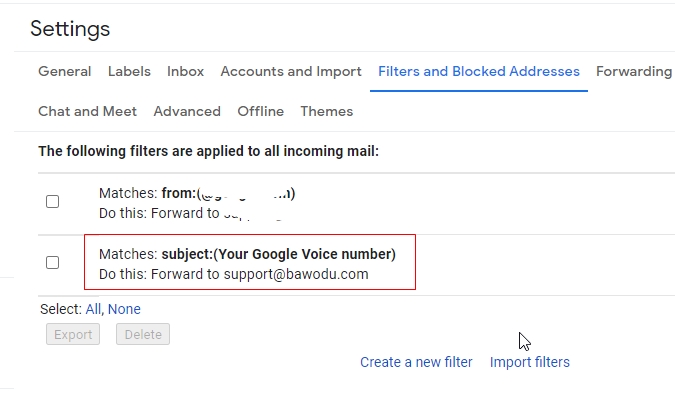 Settings
General Labels Inbox Accounts and Import Filters and Blocked Addresses Forwarding
Chat and Meet Advanced Offline Themes
The following filters are applied to all incoming mail:
Matches: from:
Do this: Forward to
Matches: subject:(Your Google Voice number)
Do this: Forward to support@bawodu.com
Select: All, None
Export Delete
Create a new filter Import filters